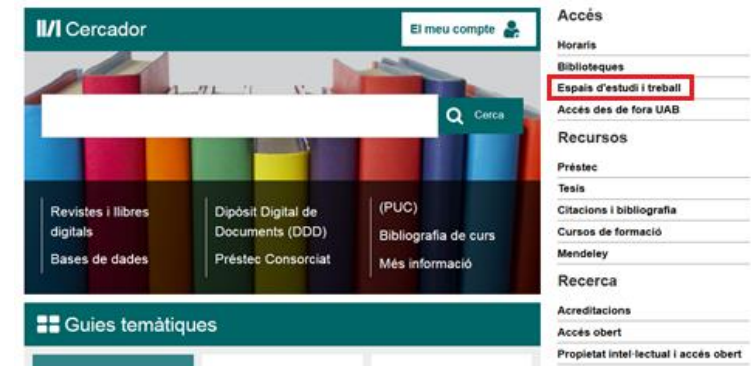 Cercador
El meu compte
Cerca
Revistes i llibres
digitals
Bases de dades
Dipòsit Digital de
Documents (DDD)
Préstec Consorciat
(PUC)
Bibliografia de curs
Més informació
Guies temàtiques
Accés
Horaris
Biblioteques
Espais d'estudi i treball
Accés des de fora UAB
Recursos
Préstec
Tesis
Citacions i bibliografia
Cursos de formació
Mendeley
Recerca
Acreditacions
Accés obert
Propietat intel·lectual i accés obert